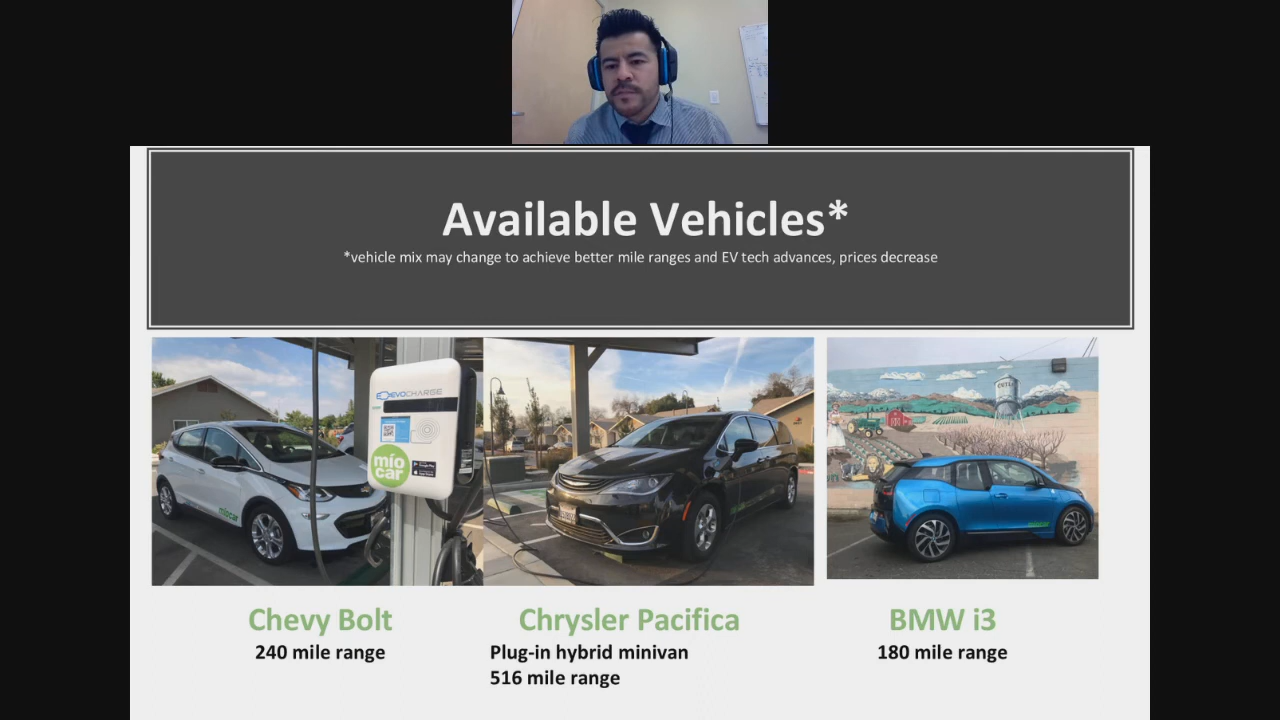 Available Vehicles*
*vehicle mix may change to achieve better mile ranges and EV tech advances, prices decrease
EVOCHARGE
mío
car
miocar
Chevy Bolt
240 mile range
Chrysler Pacifica
Plug-in hybrid minivan
516 mile range
BMW i3
180 mile range